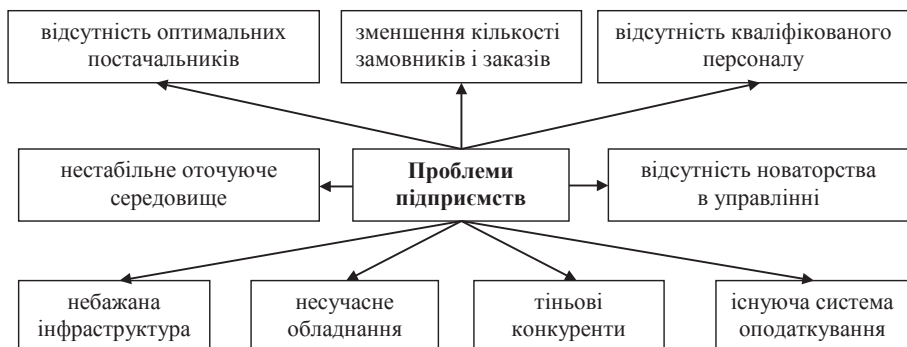 відсутність оптимальних
постачальників
зменшення кількості
замовників і заказів
відсутність кваліфікованого
персоналу
нестабільне оточуюче
середовище
Проблеми
підприємств
відсутність новаторства
в управлінні
небажана
інфраструктура
несучасне
обладнання
тіньові
конкуренти
існуюча система
оподаткування